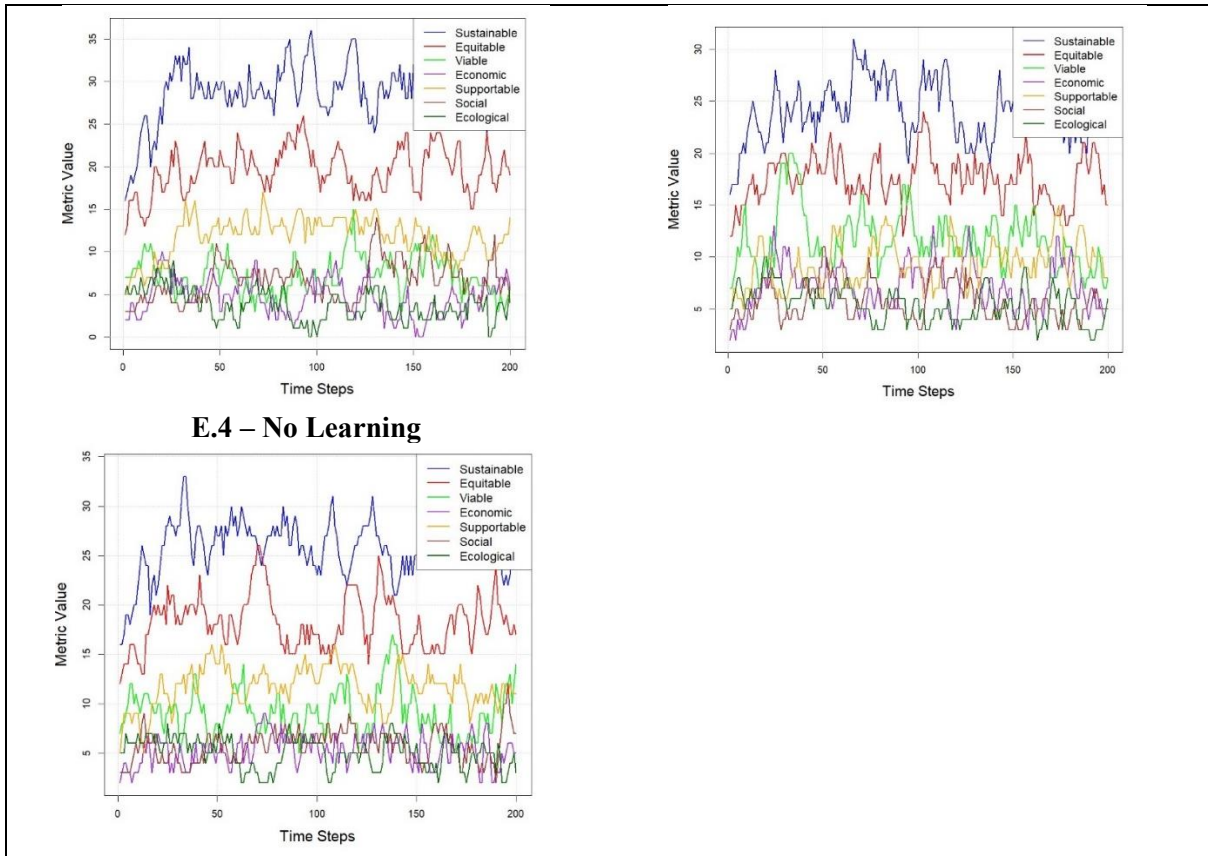 35
30
25
20
15
10
5
0
Metric Value
Sustainable
Equitable
Viable
Economic
Supportable
Social
Ecological
0 50 100 150 200
Time Steps
30
25
20
15
10
5
Metric Value
Sustainable
Equitable
Viable
Economic
Supportable
Social
Ecological
0 50 100 150 200
Time Steps
E.4 – No Learning
35
30
25
20
15
10
5
Metric Value
Sustainable
Equitable
Viable
Economic
Supportable
Social
Ecological
0 50 100 150 200
Time Steps